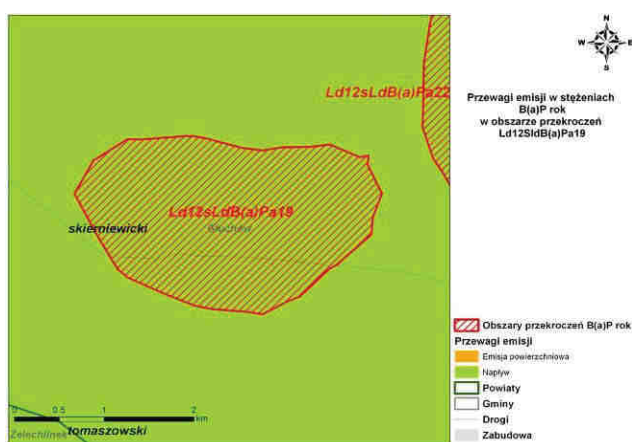 N
W E
S
Ld12sLdB(a)Pa22
Przewagi emisji w stężeniach
B(a)P rok
w obszarze przekroczeń
Ld12SldB(a)Pa19
Ld12sLdB(a)Pa19
skierniewicki
Obszary przekroczeń B(a)P rok
Przewagi emisji
Emisja powierzchniowa
Napływ
Powiaty
Gminy
Drogi
Zabudowa
0 0.5 1 2
km
Żelechlinek
tomaszowski